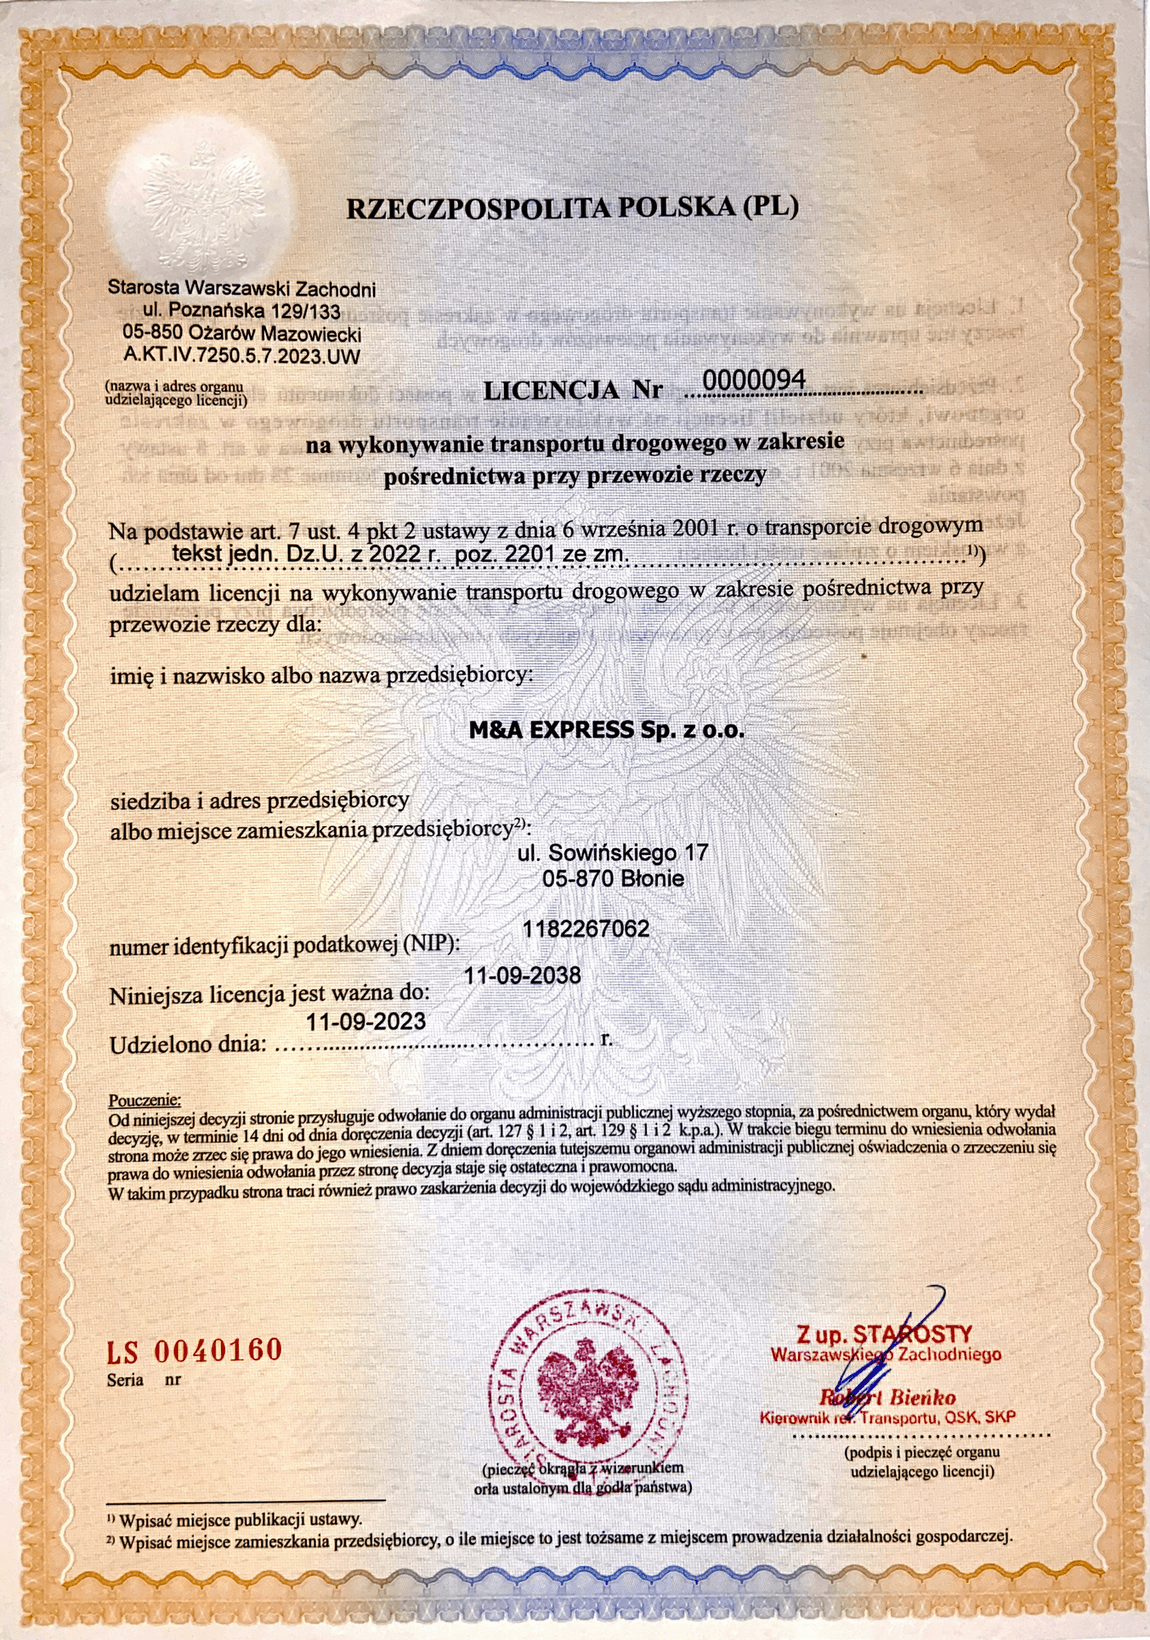 RZECZPOSPOLITA POLSKA (PL)
Starosta Warszawski Zachodni
ul. Poznańska 129/133
05-850 Ożarów Mazowiecki
A.KT.IV.7250.5.7.2023.UW
(nazwa i adres organu
udzielającego licencji)
LICENCJA Nr 0000094
na wykonywanie transportu drogowego w zakresie
pośrednictwa przy przewozie rzeczy
Na podstawie art. 7 ust. 4 pkt 2 ustawy z dnia 6 września 2001 r. o transporcie drogowym
(tekst jedn. Dz.U. z 2022 r. poz. 2201 ze zm. ¹⁾)
udzielam licencji na wykonywanie transportu drogowego w zakresie pośrednictwa przy
przewozie rzeczy dla:
imię i nazwisko albo nazwa przedsiębiorcy:
M&A EXPRESS Sp. z o.o.
siedziba i adres przedsiębiorcy
albo miejsce zamieszkania przedsiębiorcy²⁾:
ul. Sowińskiego 17
05-870 Błonie
numer identyfikacji podatkowej (NIP): 1182267062
Niniejsza licencja jest ważna do: 11-09-2038
Udzielono dnia: 11-09-2023 r.
Pouczenie:
Od niniejszej decyzji stronie przysługuje odwołanie do organu administracji publicznej wyższego stopnia, za pośrednictwem organu, który wydał
decyzję, w terminie 14 dni od dnia doręczenia decyzji (art. 127 § 1 i 2, art. 129 § 1 i 2 k.p.a.). W trakcie biegu terminu do wniesienia odwołania
strona może zrzec się prawa do jego wniesienia. Z dniem doręczenia tutejszemu organowi administracji publicznej oświadczenia o zrzeczeniu się
prawa do wniesienia odwołania przez stronę decyzja staje się ostateczna i prawomocna.
W takim przypadku strona traci również prawo zaskarżenia decyzji do wojewódzkiego sądu administracyjnego.
LS 0040160
Seria nr
STAROSTA WARSZAWSKI ZACHODNI
(pieczęć okrągła z wizerunkiem
orła ustalonym dla godła państwa)
Z up. STAROSTY
Warszawskiego Zachodniego
Robert Bieńko
Kierownik ref. Transportu, OSK, SKP
(podpis i pieczęć organu
udzielającego licencji)
¹⁾ Wpisać miejsce publikacji ustawy.
²⁾ Wpisać miejsce zamieszkania przedsiębiorcy, o ile miejsce to jest tożsame z miejscem prowadzenia działalności gospodarczej.